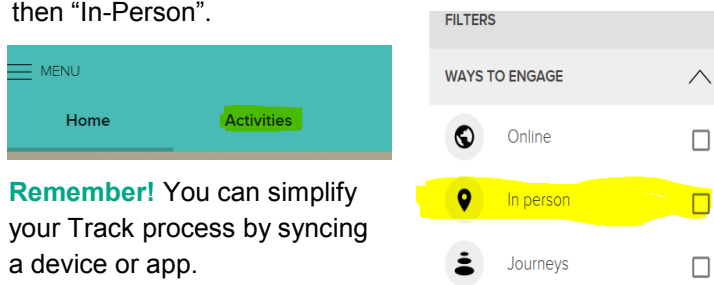 then “In-Person”.
MENU
Home Activities
Remember! You can simplify
your Track process by syncing
a device or app.
FILTERS
WAYS TO ENGAGE
Online
In person
Journeys